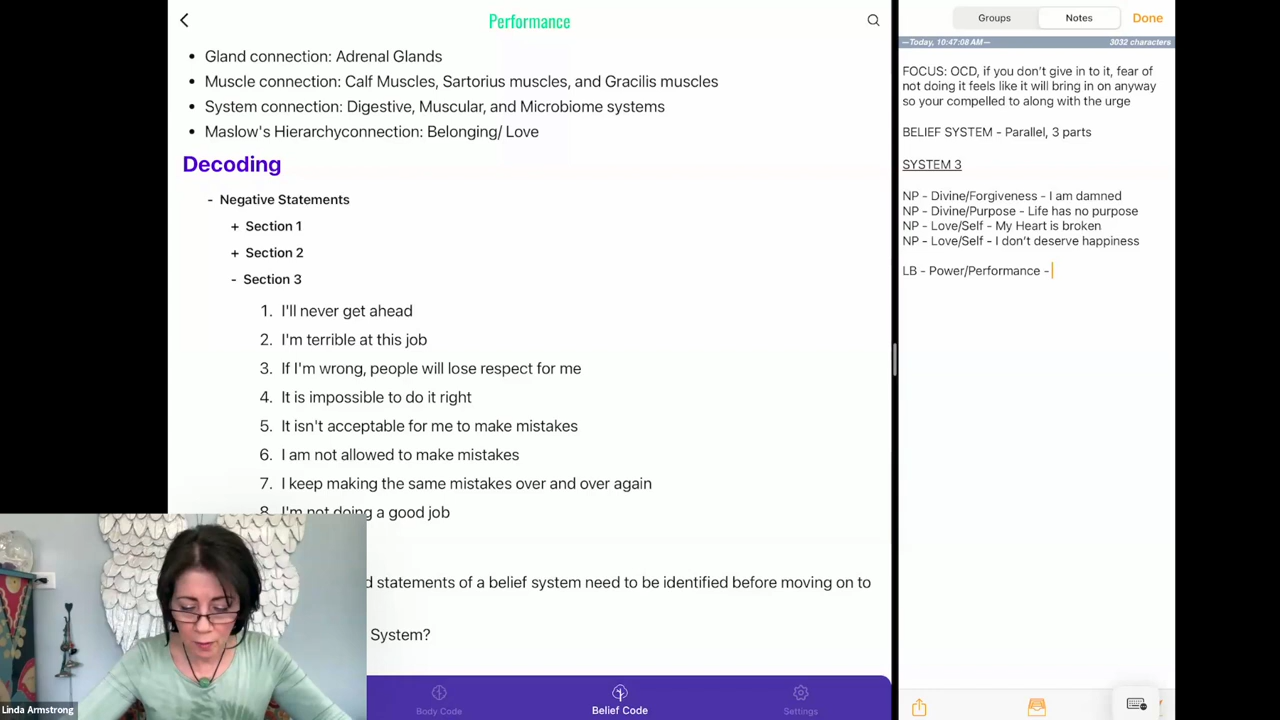 Performance
• Gland connection: Adrenal Glands
• Muscle connection: Calf Muscles, Sartorius muscles, and Gracilis muscles
• System connection: Digestive, Muscular, and Microbiome systems
• Maslow's Hierarchyconnection: Belonging/ Love
Decoding
- Negative Statements
+ Section 1
+ Section 2
- Section 3
1. I'll never get ahead
2. I'm terrible at this job
3. If I'm wrong, people will lose respect for me
4. It is impossible to do it right
5. It isn't acceptable for me to make mistakes
6. I am not allowed to make mistakes
7. I keep making the same mistakes over and over again
8. I'm not doing a good job
statements of a belief system need to be identified before moving on to
System?
Body Code
Belief Code
Settings
Linda Armstrong
Groups
Notes
Done
—Today, 10:47:08 AM—
3032 characters
FOCUS: OCD, if you don't give in to it, fear of
not doing it feels like it will bring in on anyway
so your compelled to along with the urge
BELIEF SYSTEM - Parallel, 3 parts
SYSTEM 3
NP - Divine/Forgiveness - I am damned
NP - Divine/Purpose - Life has no purpose
NP - Love/Self - My Heart is broken
NP - Love/Self - I don't deserve happiness
LB - Power/Performance -